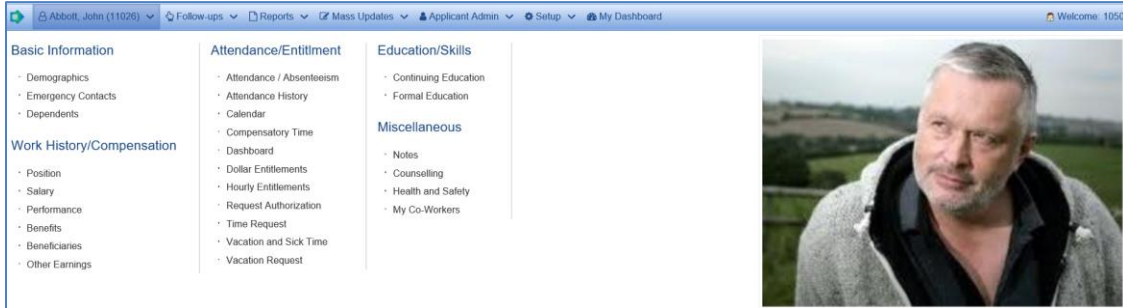 Abbott, John (11026) Follow-ups Reports Mass Updates Applicant Admin Setup My Dashboard Welcome: 1050
Basic Information
Demographics
Emergency Contacts
Dependents
Work History/Compensation
Position
Salary
Performance
Benefits
Beneficiaries
Other Earnings
Attendance/Entitlment
Attendance / Absenteeism
Attendance History
Calendar
Compensatory Time
Dashboard
Dollar Entitlements
Hourly Entitlements
Request Authorization
Time Request
Vacation and Sick Time
Vacation Request
Education/Skills
Continuing Education
Formal Education
Miscellaneous
Notes
Counselling
Health and Safety
My Co-Workers